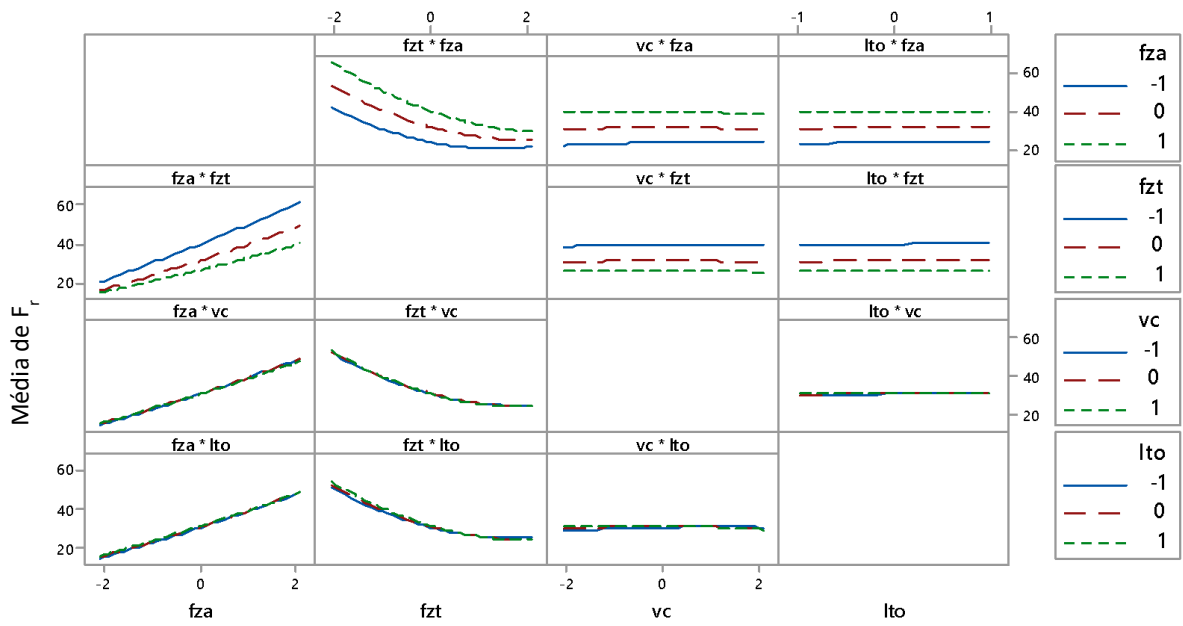 -2 0 2 -1 0 1
fzt * fza vc * fza lto * fza
60
40
20
fza
-1
0
1
fza * fzt vc * fzt lto * fzt
60
40
20
fzt
-1
0
1
fza * vc fzt * vc lto * vc
60
40
20
vc
-1
0
1
fza * lto fzt * lto vc * lto
60
40
20
lto
-1
0
1
Média de Fr
-2 0 2 -2 0 2
fza fzt vc lto